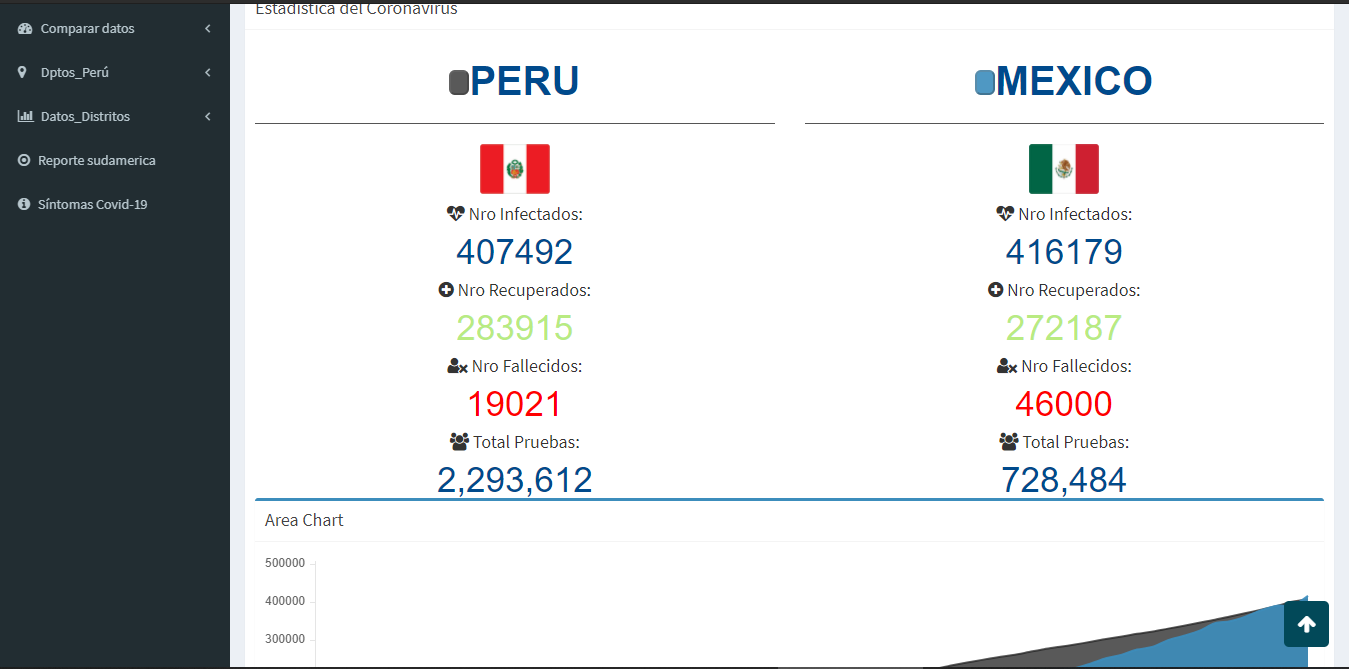 Estadística del Coronavirus
Comparar datos
Dptos_Perú
Datos_Distritos
Reporte sudamerica
Síntomas Covid-19
PERU
Nro Infectados:
407492
Nro Recuperados:
283915
Nro Fallecidos:
19021
Total Pruebas:
2,293,612
MEXICO
Nro Infectados:
416179
Nro Recuperados:
272187
Nro Fallecidos:
46000
Total Pruebas:
728,484
Area Chart
500000
400000
300000